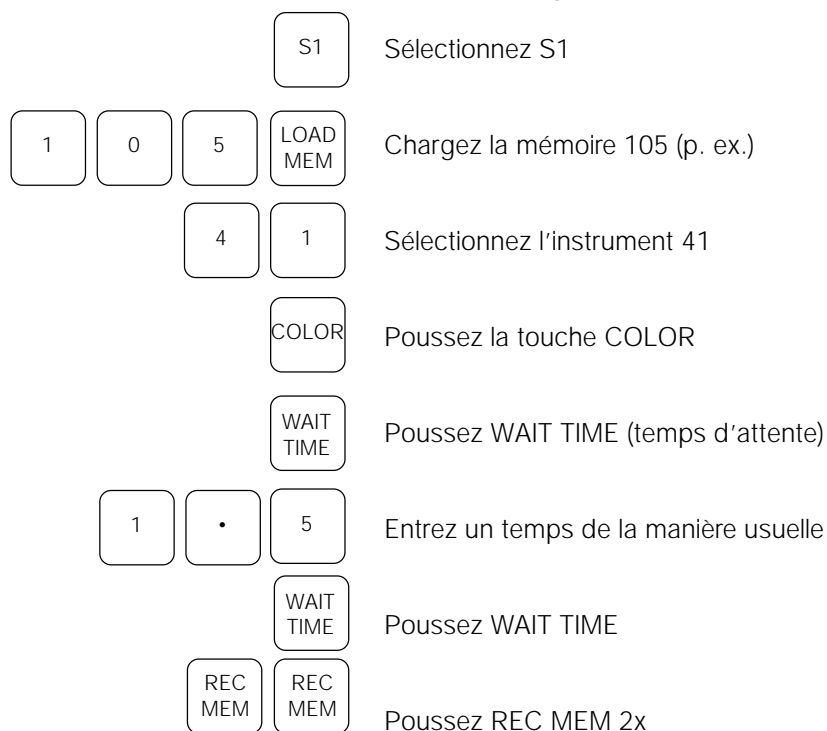 S1 Sélectionnez S1
1 0 5 LOAD MEM Chargez la mémoire 105 (p. ex.)
4 1 Sélectionnez l'instrument 41
COLOR Poussez la touche COLOR
WAIT TIME Poussez WAIT TIME (temps d'attente)
1 • 5 Entrez un temps de la manière usuelle
WAIT TIME Poussez WAIT TIME
REC MEM REC MEM Poussez REC MEM 2x